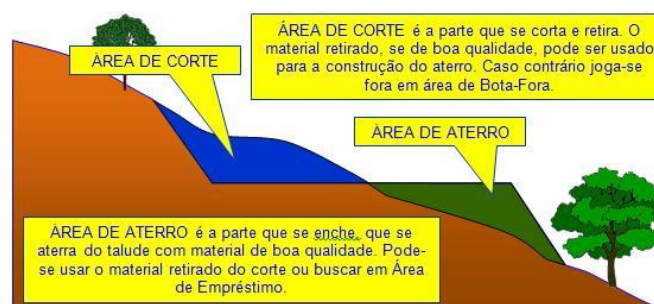 ÁREA DE CORTE é a parte que se corta e retira. O
material retirado, se de boa qualidade, pode ser usado
para a construção do aterro. Caso contrário joga-se
fora em área de Bota-Fora.
ÁREA DE CORTE
ÁREA DE ATERRO
ÁREA DE ATERRO é a parte que se enche, que se
aterra do talude com material de boa qualidade. Pode-
se usar o material retirado do corte ou buscar em Área
de Empréstimo.